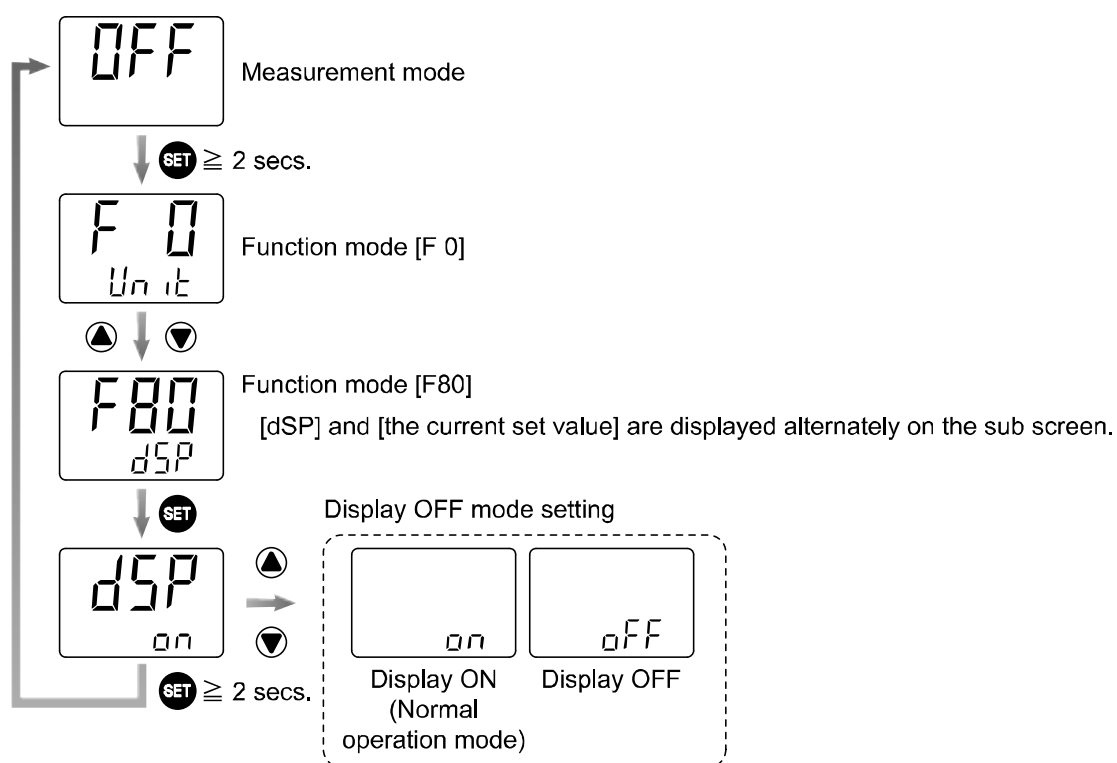 OFF
Measurement mode
SET ≧ 2 secs.
F 0
Unit
Function mode [F 0]
F80
dSP
Function mode [F80]
[dSP] and [the current set value] are displayed alternately on the sub screen.
SET
Display OFF mode setting
dSP
on
on
oFF
Display ON
(Normal
operation mode)
Display OFF
SET ≧ 2 secs.